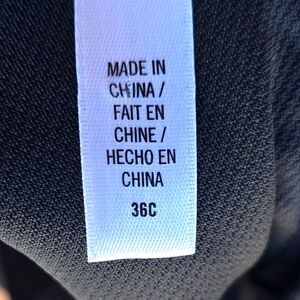 MADE IN
CHINA /
FAIT EN
CHINE /
HECHO EN
CHINA
36C